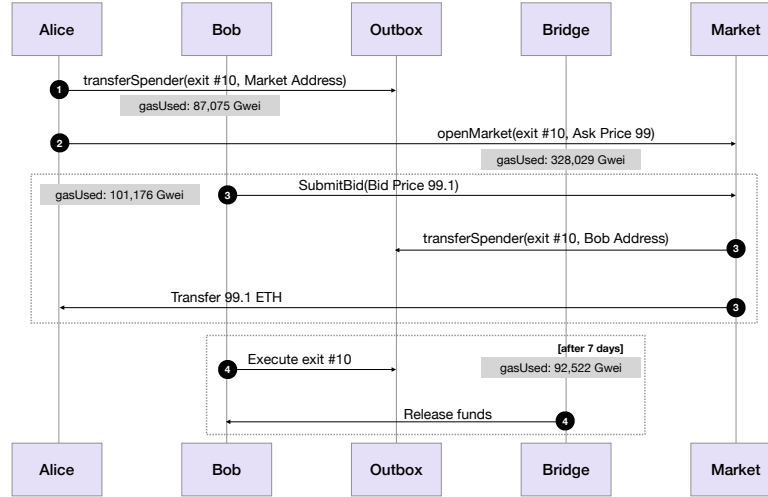 Alice
Bob
Outbox
Bridge
Market
1
transferSpender(exit #10, Market Address)
gasUsed: 87,075 Gwei
2
openMarket(exit #10, Ask Price 99)
gasUsed: 328,029 Gwei
gasUsed: 101,176 Gwei
3
SubmitBid(Bid Price 99.1)
transferSpender(exit #10, Bob Address)
3
Transfer 99.1 ETH
3
[after 7 days]
4
Execute exit #10
gasUsed: 92,522 Gwei
Release funds
4
Alice
Bob
Outbox
Bridge
Market